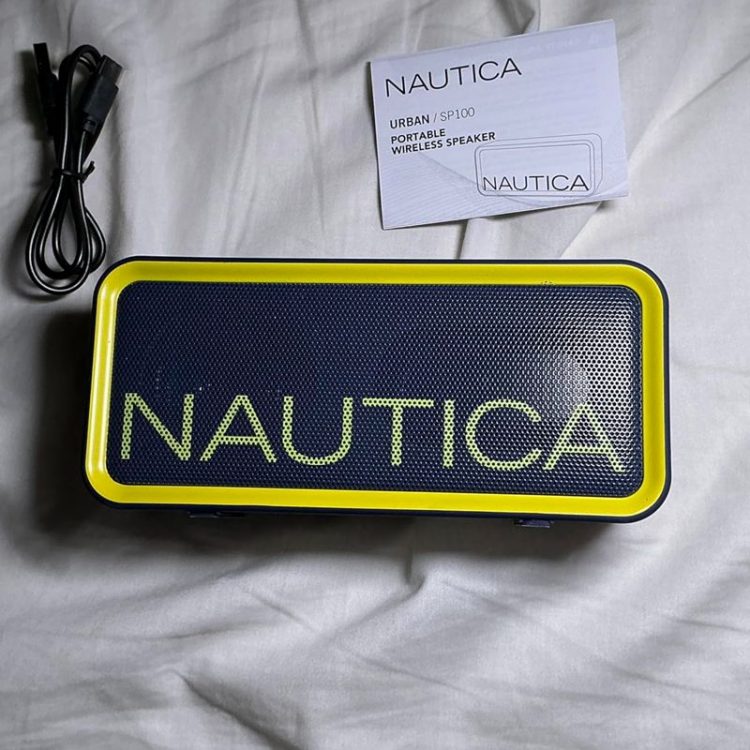 NAUTICA
URBAN / SP100
PORTABLE
WIRELESS SPEAKER
NAUTICA
NAUTICA